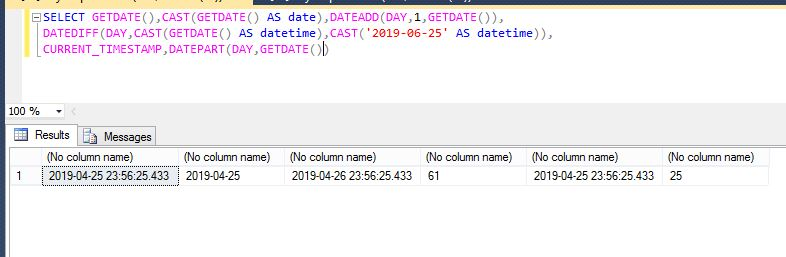 SELECT GETDATE(),CAST(GETDATE() AS date),DATEADD(DAY,1,GETDATE()),
DATEDIFF(DAY,CAST(GETDATE() AS datetime),CAST('2019-06-25' AS datetime)),
CURRENT_TIMESTAMP,DATEPART(DAY,GETDATE())
100 %
Results Messages
(No column name) (No column name) (No column name) (No column name) (No column name) (No column name)
1 2019-04-25 23:56:25.433 2019-04-25 2019-04-26 23:56:25.433 61 2019-04-25 23:56:25.433 25